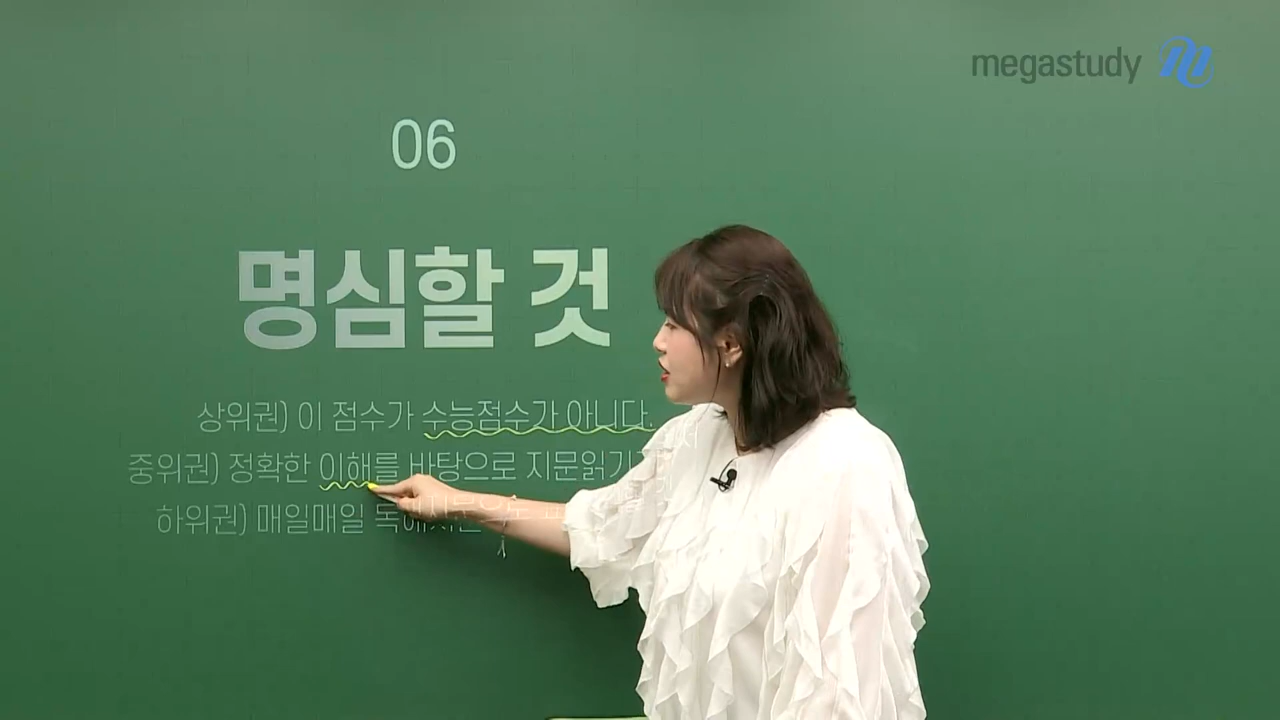 megastudy
06
명심할 것
상위권) 이 점수가 수능점수가 아니다.
중위권) 정확한 이해를 바탕으로 지문읽기
하위권) 매일매일 독해지문으로